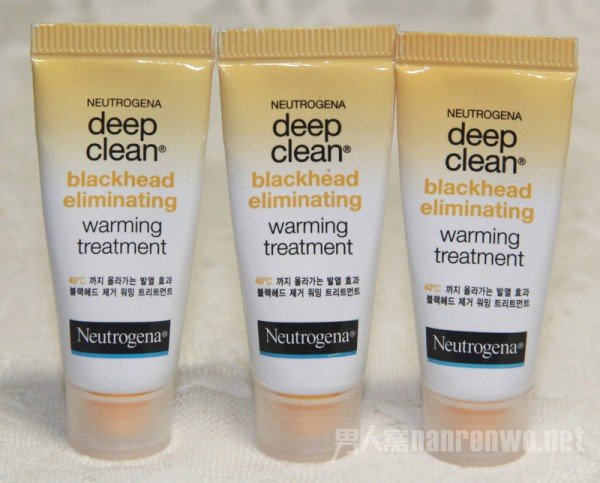 NEUTROGENA
deep
clean®
blackhead
eliminating
warming
treatment
40°C 까지 올라가는 발열 효과
블랙헤드 제거 워밍 트리트먼트
Neutrogena®
NEUTROGENA
deep
clean®
blackhead
eliminating
warming
treatment
40°C 까지 올라가는 발열 효과
블랙헤드 제거 워밍 트리트먼트
Neutrogena®
NEUTROGENA
deep
clean®
blackhead
eliminating
warming
treatment
40°C 까지 올라가는 발열 효과
블랙헤드 제거 워밍 트리트먼트
Neutrogena®
男人窝nanrenwo.net